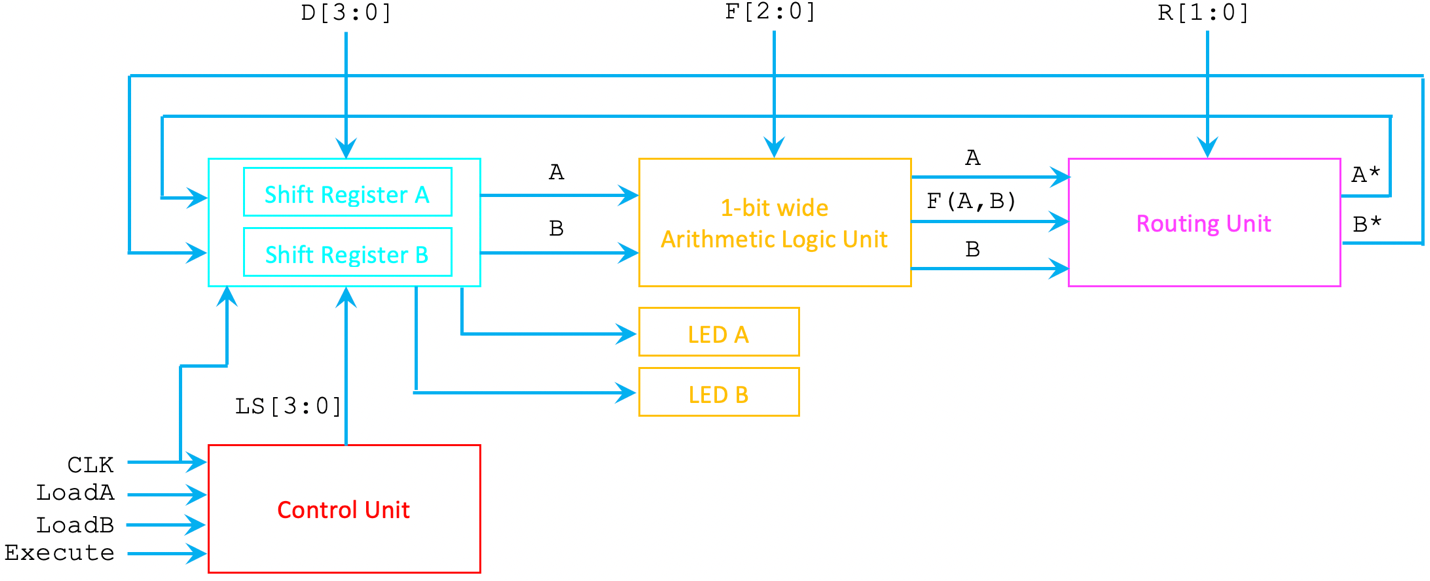 D[3:0]
F[2:0]
R[1:0]
Shift Register A
Shift Register B
A
B
1-bit wide
Arithmetic Logic Unit
A
F(A,B)
B
Routing Unit
A*
B*
LED A
LED B
LS[3:0]
CLK
LoadA
LoadB
Execute
Control Unit